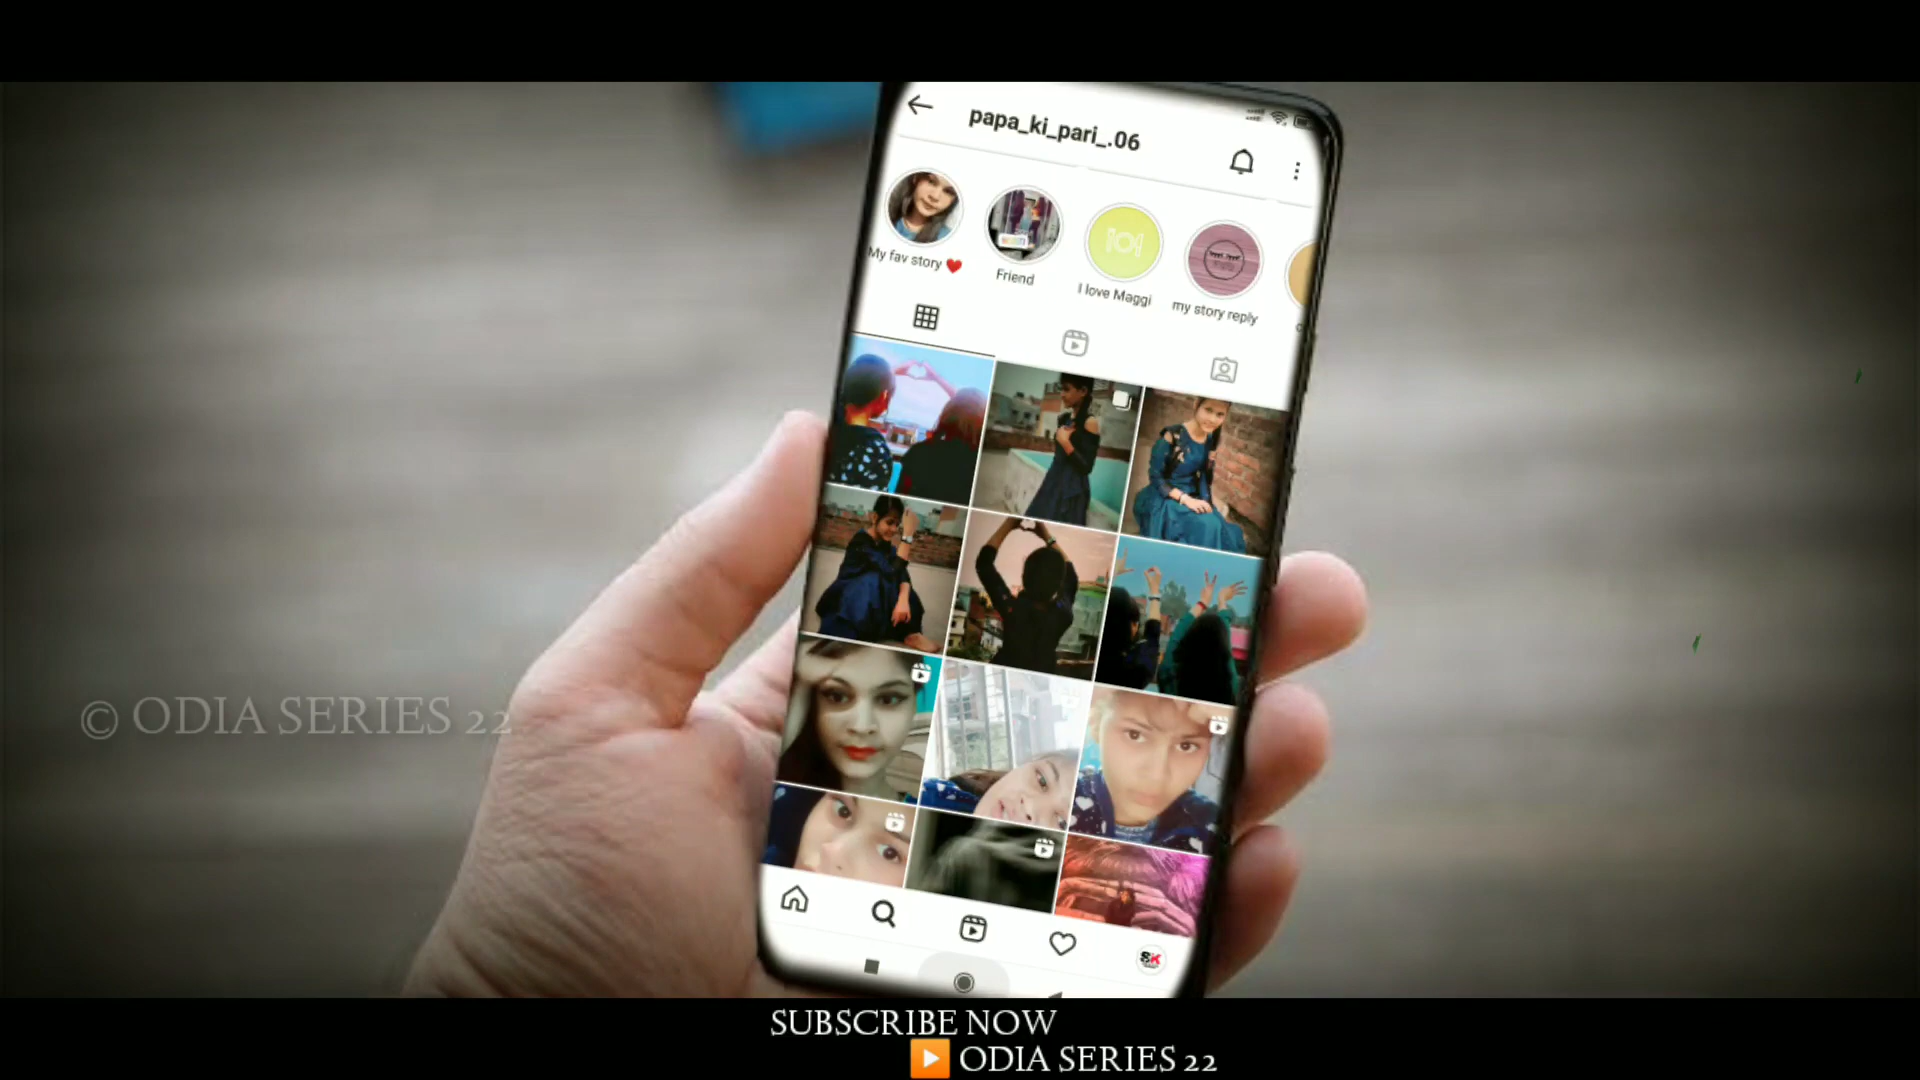 papa_ki_pari_.06
My fav story ❤️
Friend
I love Maggi
my story reply
© ODIA SERIES 22
SK
SUBSCRIBE NOW
▶️ ODIA SERIES 22